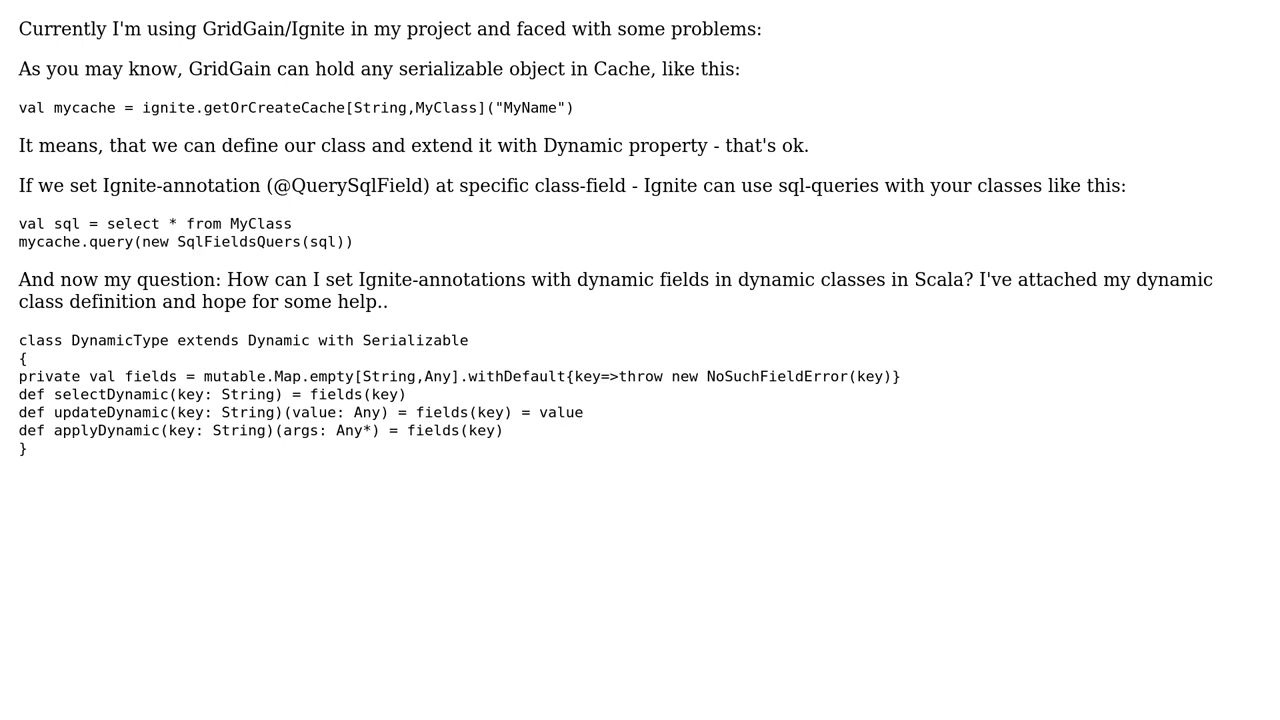 Currently I'm using GridGain/Ignite in my project and faced with some problems:
As you may know, GridGain can hold any serializable object in Cache, like this:
val mycache = ignite.getOrCreateCache[String,MyClass]("MyName")
It means, that we can define our class and extend it with Dynamic property - that's ok.
If we set Ignite-annotation (@QuerySqlField) at specific class-field - Ignite can use sql-queries with your classes like this:
val sql = select * from MyClass
mycache.query(new SqlFieldsQuers(sql))
And now my question: How can I set Ignite-annotations with dynamic fields in dynamic classes in Scala? I've attached my dynamic
class definition and hope for some help..
class DynamicType extends Dynamic with Serializable
{
private val fields = mutable.Map.empty[String,Any].withDefault{key=>throw new NoSuchFieldError(key)}
def selectDynamic(key: String) = fields(key)
def updateDynamic(key: String)(value: Any) = fields(key) = value
def applyDynamic(key: String)(args: Any*) = fields(key)
}